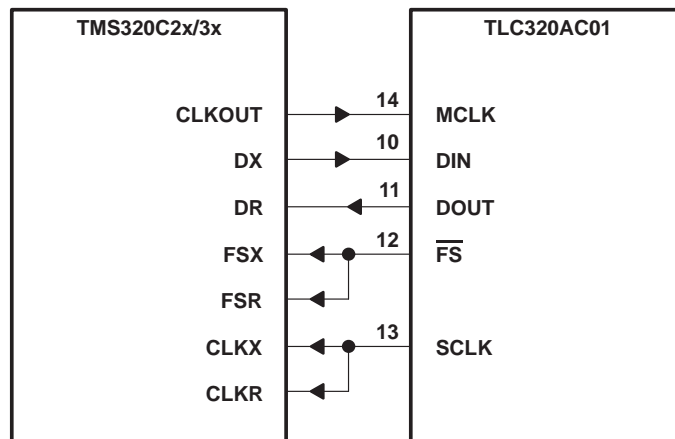 TMS320C2x/3x TLC320AC01
CLKOUT 14 MCLK
DX 10 DIN
DR 11 DOUT
FSX 12 FS
FSR
CLKX 13 SCLK
CLKR